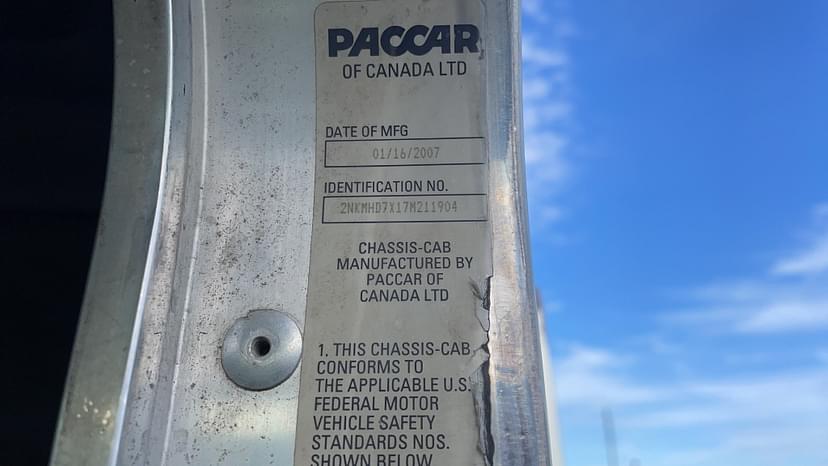 PACCAR
OF CANADA LTD
DATE OF MFG
01/16/2007
IDENTIFICATION NO.
2NKMHD7X17M211904
CHASSIS-CAB
MANUFACTURED BY
PACCAR OF
CANADA LTD
1. THIS CHASSIS-CAB
CONFORMS TO
THE APPLICABLE U.S.
FEDERAL MOTOR
VEHICLE SAFETY
STANDARDS NOS.
SHOWN BELOW